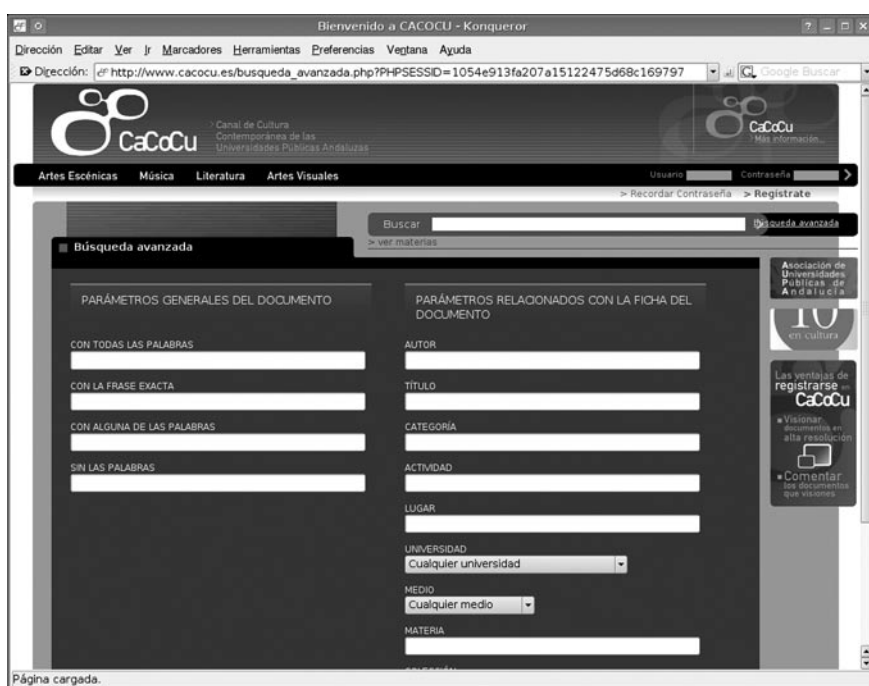 Bienvenido a CACOCU - Konqueror
Dirección Editar Ver Ir Marcadores Herramientas Preferencias Ventana Ayuda
Dirección: http://www.cacocu.es/busqueda_avanzada.php?PHPSESSID=1054e913fa207a15122475d68c169797 Google Buscar
CaCoCu
> Canal de Cultura
Contemporánea de las
Universidades Públicas Andaluzas
CaCoCu
> Más información...
Artes Escénicas Música Literatura Artes Visuales Usuario Contraseña
> Recordar Contraseña > Registrate
Buscar Búsqueda avanzada
> ver materias
Búsqueda avanzada
PARÁMETROS GENERALES DEL DOCUMENTO
CON TODAS LAS PALABRAS
CON LA FRASE EXACTA
CON ALGUNA DE LAS PALABRAS
SIN LAS PALABRAS
PARÁMETROS RELACIONADOS CON LA FICHA DEL
DOCUMENTO
AUTOR
TÍTULO
CATEGORÍA
ACTIVIDAD
LUGAR
UNIVERSIDAD
Cualquier universidad
MEDIO
Cualquier medio
MATERIA
Asociación de
Universidades
Públicas de
Andalucía
10
en cultura
Las ventajas de
registrarse en
CaCoCu
Visionar
documentos en
alta resolución
Comentar
los documentos
que visiones
Página cargada.